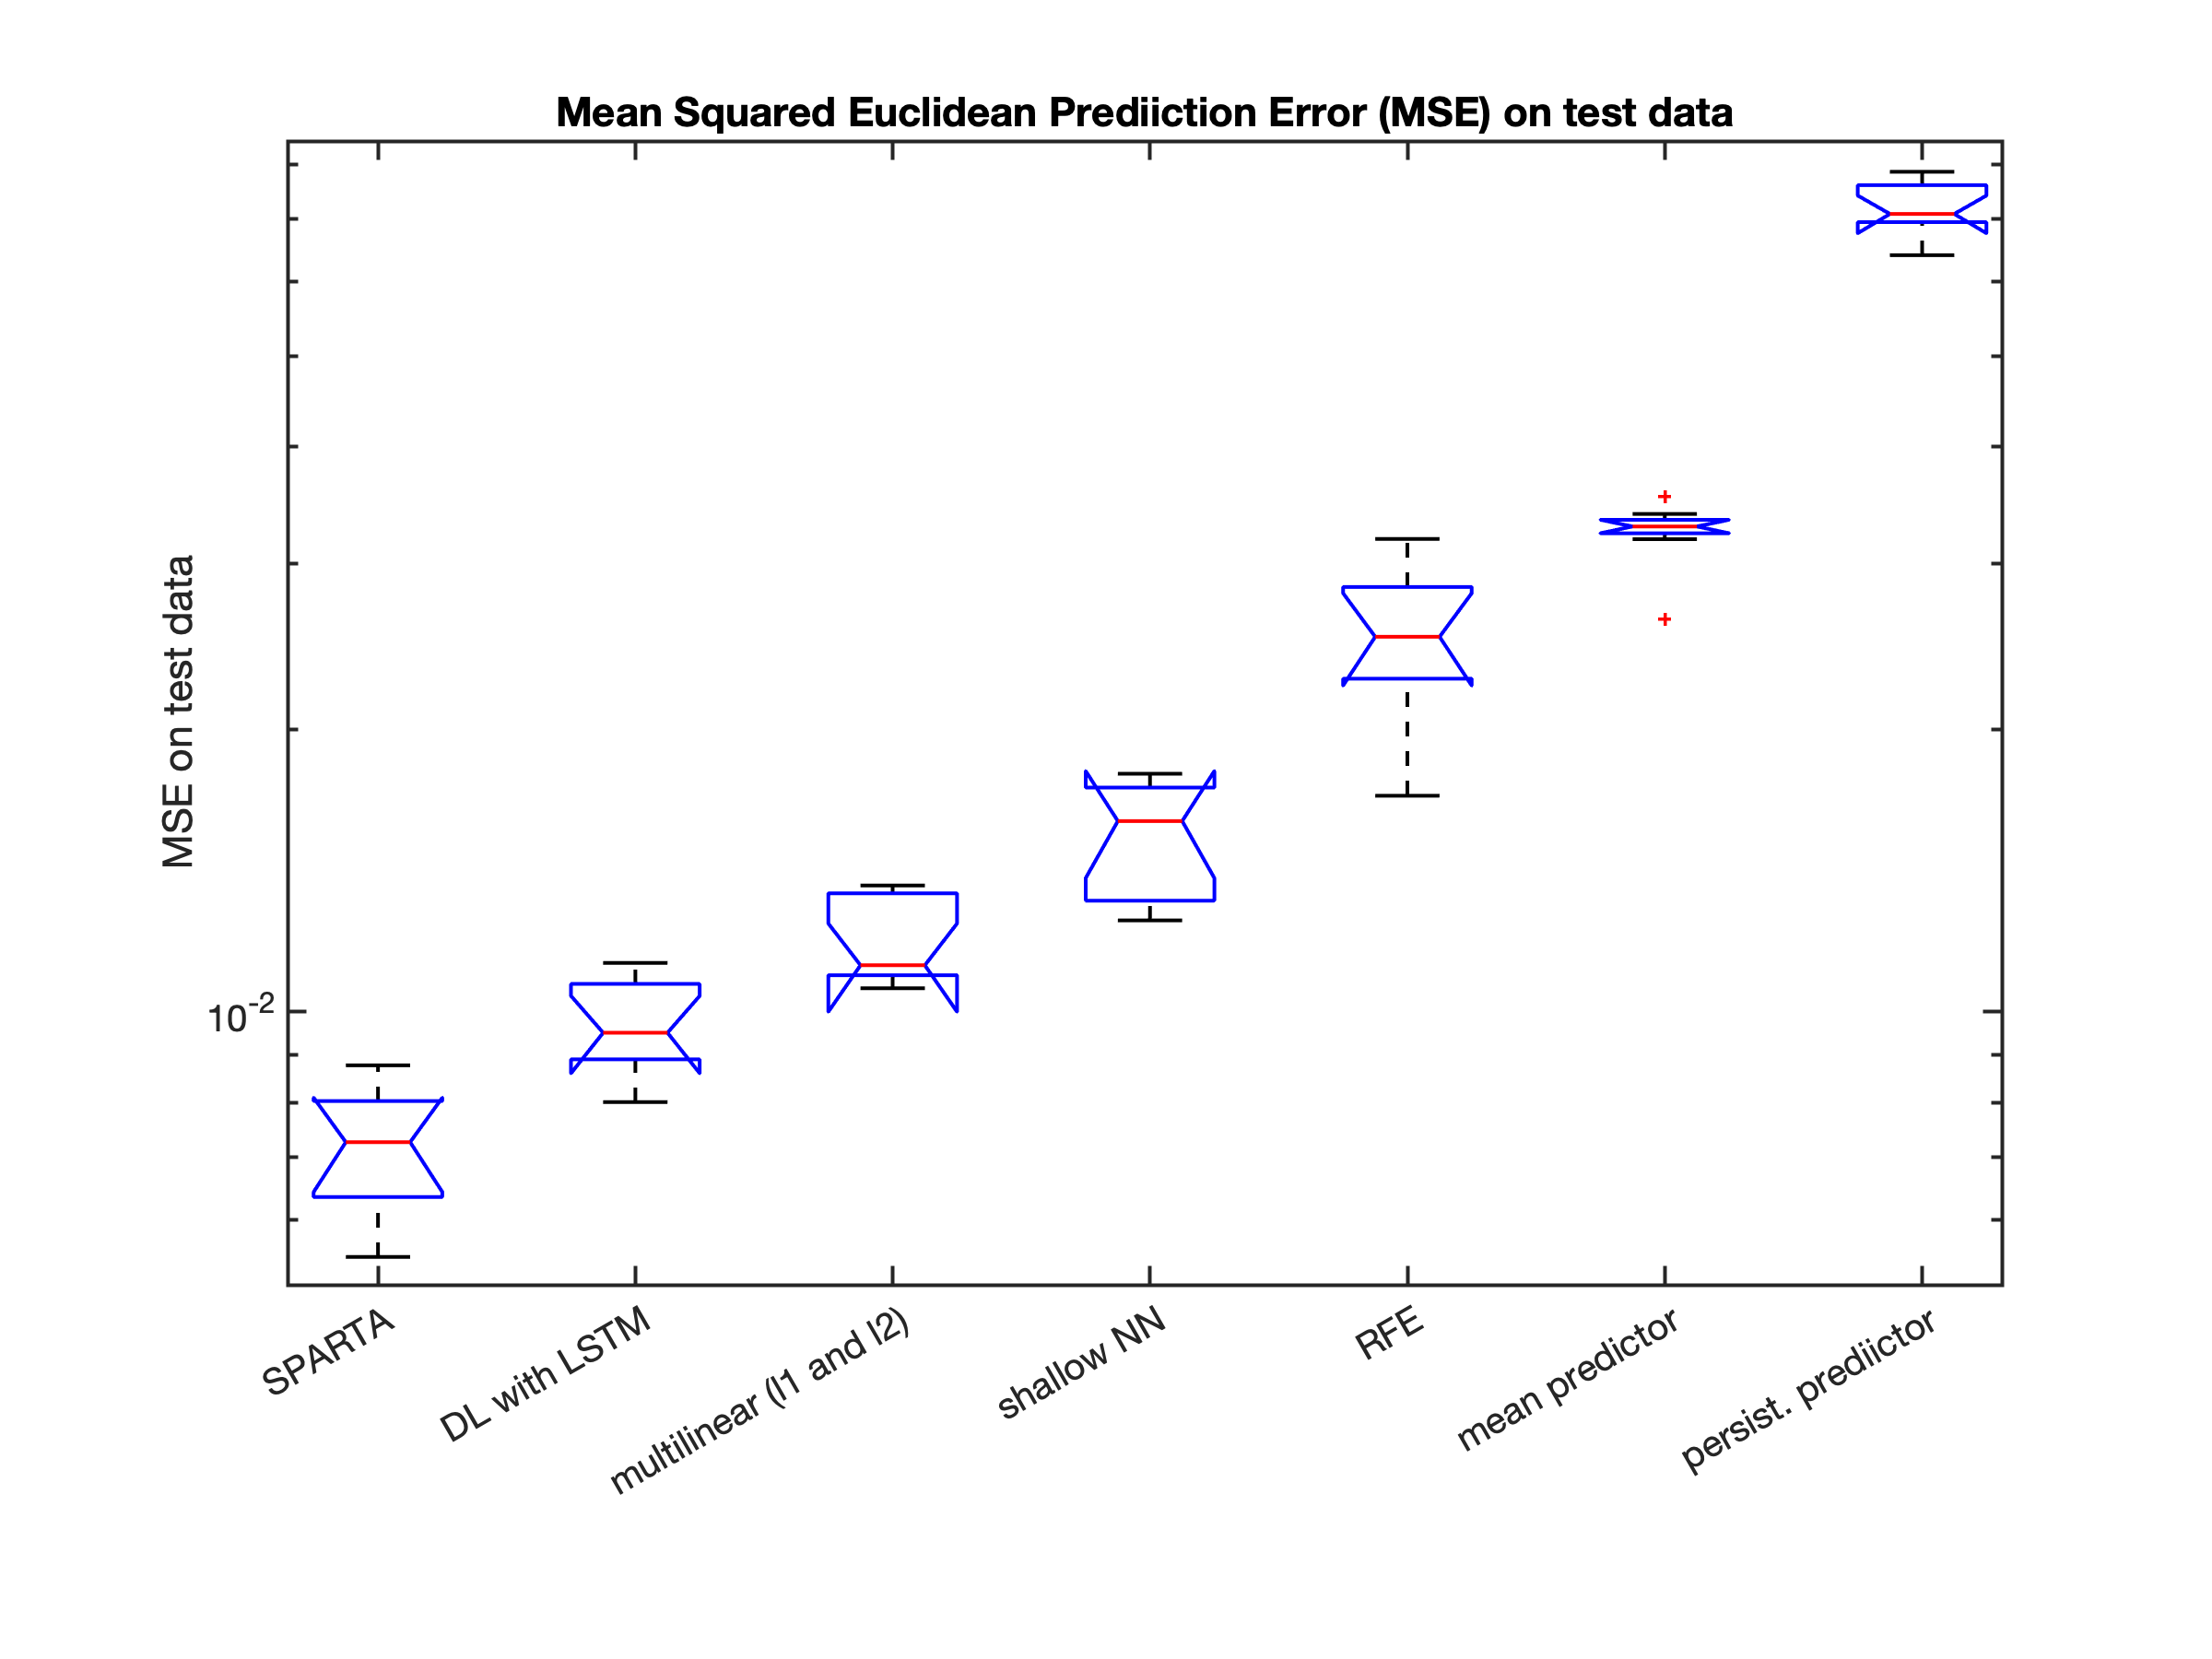 Mean Squared Euclidean Prediiction Error (MSE) on test data
MSE on test data
10-2
SPARTA
DL with LSTM
multilinear (l1 and l2)
shallow NN
RFE
mean predictor
persist. prediictor